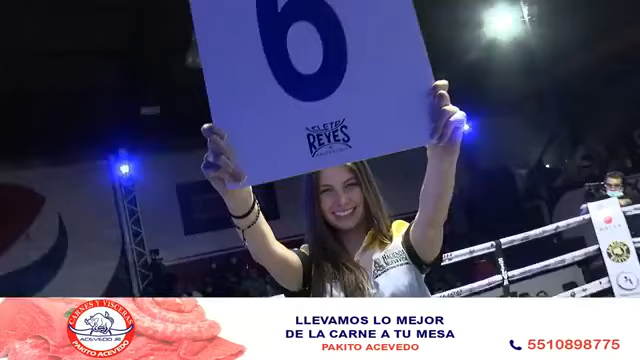 6
CLETO
REYES
CARNES Y VISCERAS
ACEVEDO JR
PAKITO ACEVEDO
LLEVAMOS LO MEJOR
DE LA CARNE A TU MESA
PAKITO ACEVEDO
5510898775